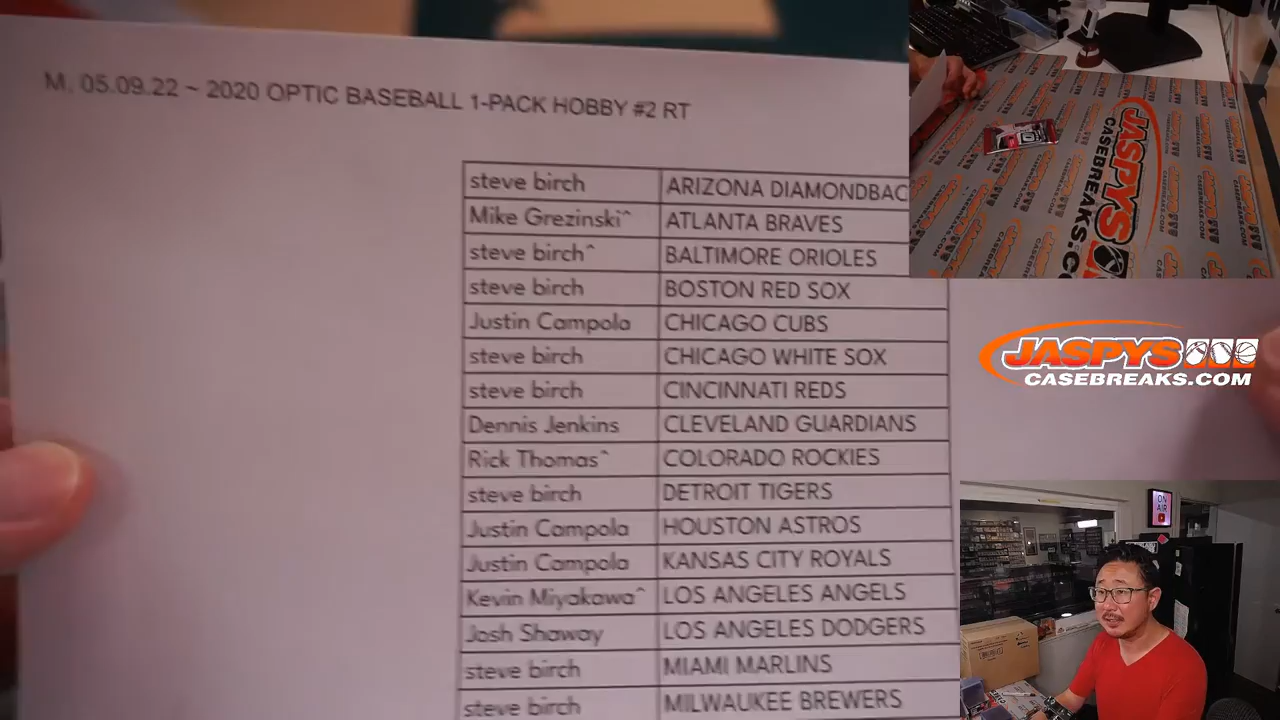 M, 05.09.22 ~ 2020 OPTIC BASEBALL 1-PACK HOBBY #2 RT
steve birch ARIZONA DIAMONDBAC
Mike Grezinski^ ATLANTA BRAVES
steve birch^ BALTIMORE ORIOLES
steve birch BOSTON RED SOX
Justin Campola CHICAGO CUBS
steve birch CHICAGO WHITE SOX
steve birch CINCINNATI REDS
Dennis Jenkins CLEVELAND GUARDIANS
Rick Thomas^ COLORADO ROCKIES
steve birch DETROIT TIGERS
Justin Campola HOUSTON ASTROS
Justin Campola KANSAS CITY ROYALS
Kevin Miyakawa^ LOS ANGELES ANGELS
Josh Shaway LOS ANGELES DODGERS
steve birch MIAMI MARLINS
steve birch MILWAUKEE BREWERS
JASPYS
CASEBREAKS.COM
JASPYS
CASEBREAKS.C
ON
AIR